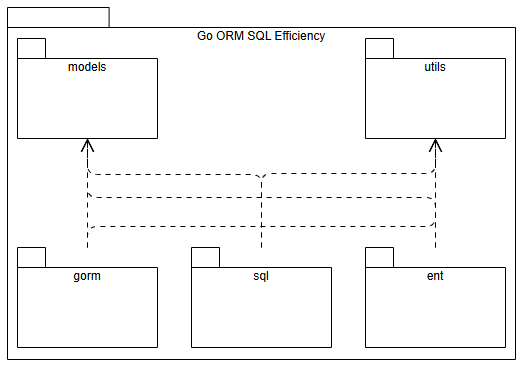 Go ORM SQL Efficiency
models
utils
gorm
sql
ent